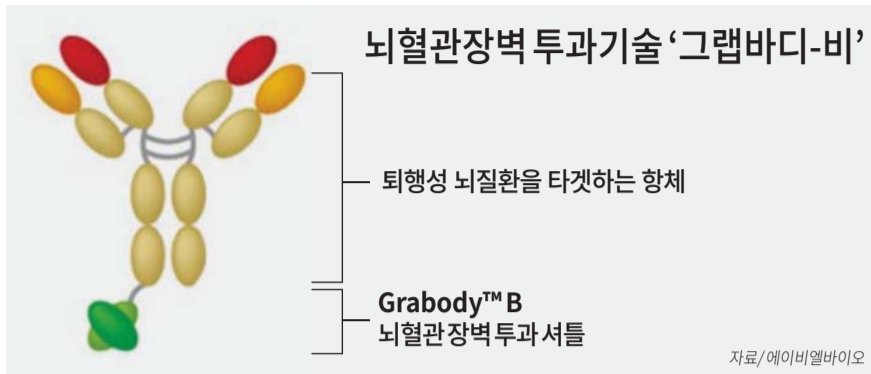 뇌혈관장벽 투과기술 ‘그랩바디-비’
퇴행성 뇌질환을 타겟하는 항체
Grabody™ B
뇌혈관 장벽 투과 셔틀
자료/에이비엘바이오